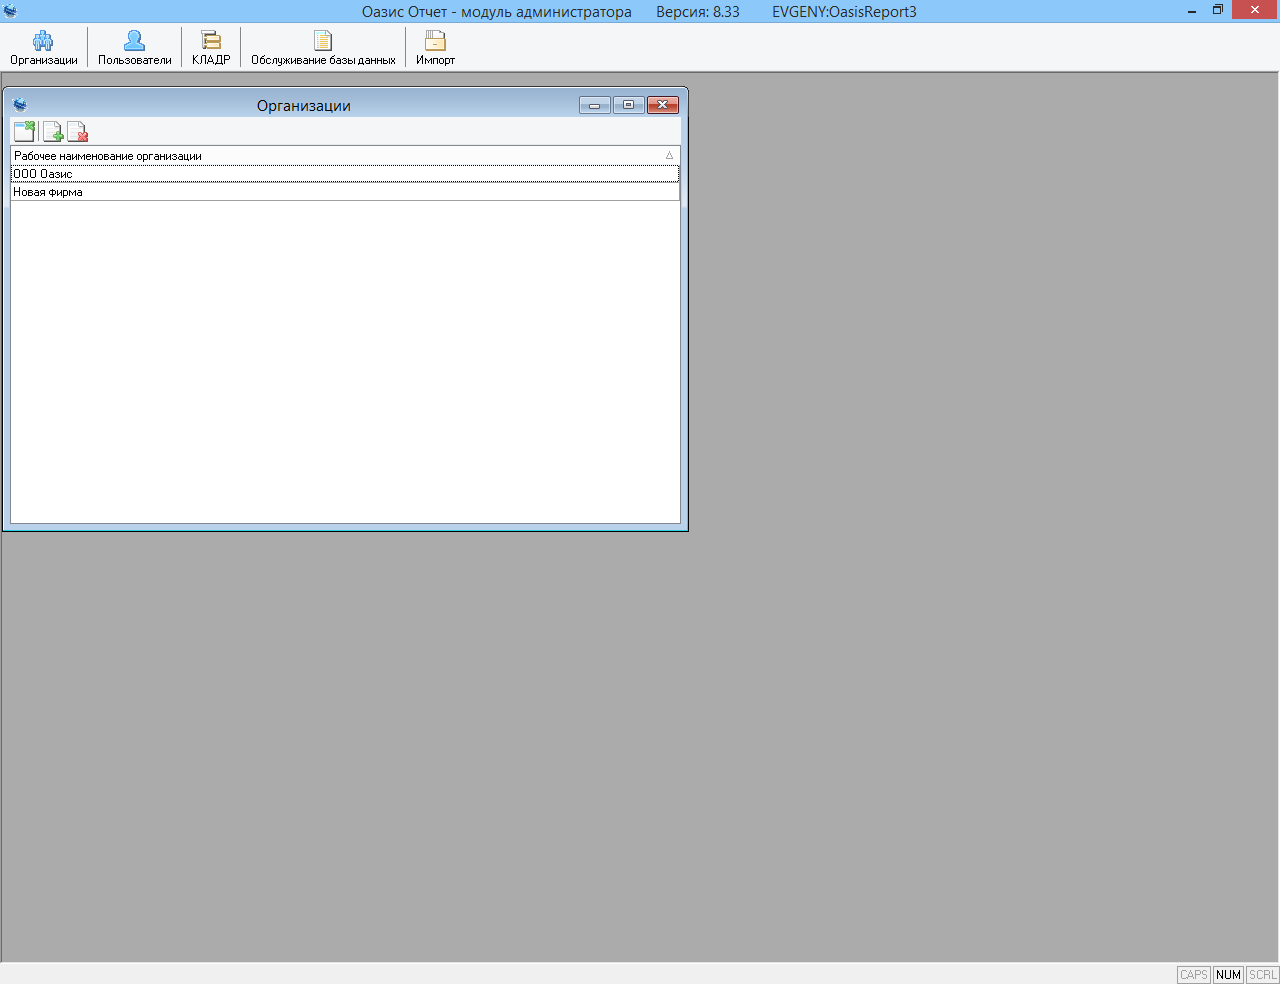 Оазис Отчет - модуль администратора Версия: 8.33 EVGENY:OasisReport3
Организации Пользователи КЛАДР Обслуживание базы данных Импорт
Организации
Рабочее наименование организации
ООО Оазис
Новая фирма
CAPS NUM SCRL